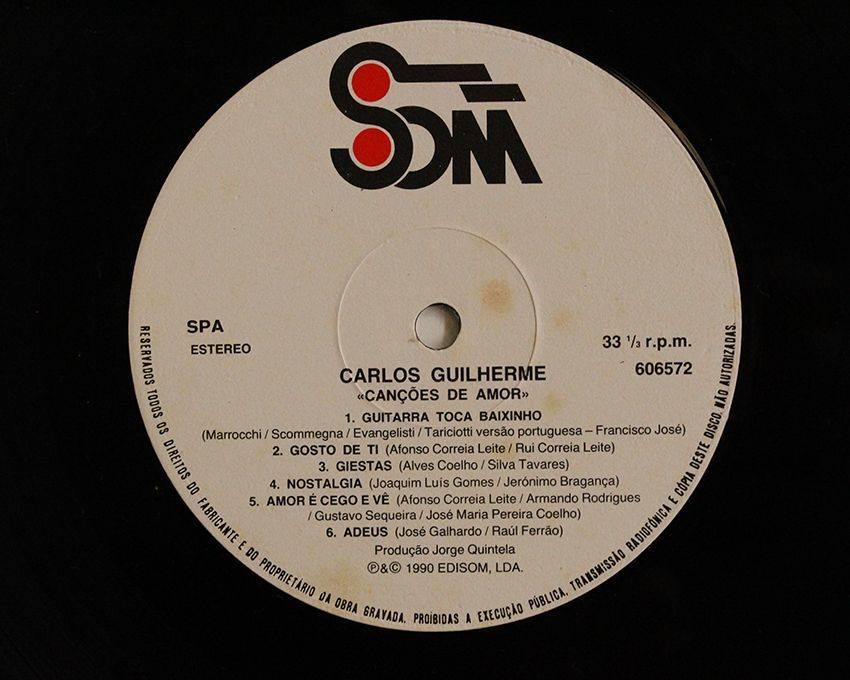 SOM
SPA
ESTEREO
33 1/3 r.p.m.
606572
CARLOS GUILHERME
«CANÇÕES DE AMOR»
1. GUITARRA TOCA BAIXINHO
(Marrocchi / Scommegna / Evangelisti / Tariciotti versão portuguesa – Francisco José)
2. GOSTO DE TI (Afonso Correia Leite / Rui Correia Leite)
3. GIESTAS (Alves Coelho / Silva Tavares)
4. NOSTALGIA (Joaquim Luís Gomes / Jerónimo Bragança)
5. AMOR É CEGO E VÊ (Afonso Correia Leite / Armando Rodrigues
/ Gustavo Sequeira / José Maria Pereira Coelho)
6. ADEUS (José Galhardo / Raúl Ferrão)
Produção Jorge Quintela
℗&© 1990 EDISOM, LDA.
RESERVADOS TODOS OS DIREITOS DO FABRICANTE E DO PROPRIETÁRIO DA OBRA GRAVADA. PROIBIDAS A EXECUÇÃO PÚBLICA, TRANSMISSÃO RADIOFÓNICA E CÓPIA DESTE DISCO, NÃO AUTORIZADAS.